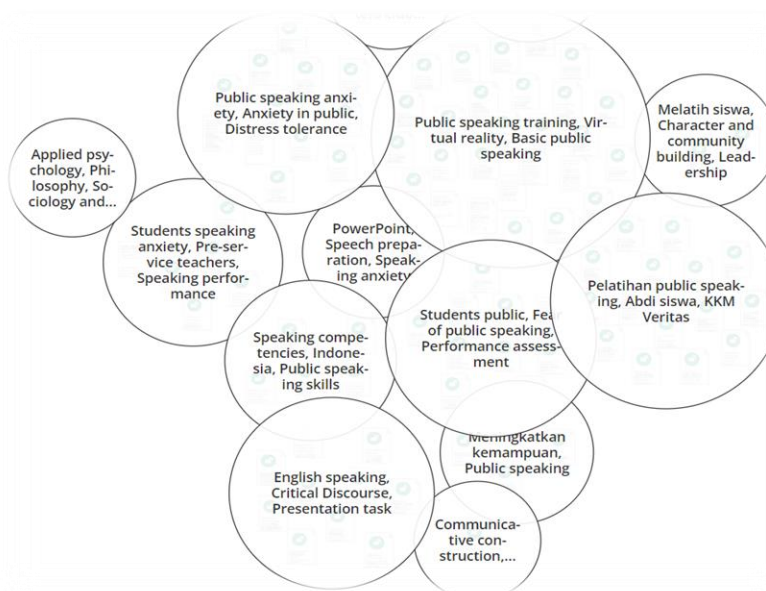 Public speaking anxi-
ety, Anxiety in public,
Distress tolerance
Public speaking training, Vir-
tual reality, Basic public
speaking
Melatih siswa,
Character and
community
building, Lead-
ership
Applied psy-
chology, Phi-
losophy, So-
ciology and...
Students speaking
anxiety, Pre-ser-
vice teachers,
Speaking perfor-
mance
PowerPoint,
Speech prepa-
ration, Speak-
ing anxiety
Pelatihan public speak-
ing, Abdi siswa, KKM
Veritas
Speaking compe-
tencies, Indone-
sia, Public speak-
ing skills
Students public, Fear
of public speaking,
Performance assess-
ment
Meningkatkan
kemampuan,
Public speaking
English speaking,
Critical Discourse,
Presentation task
Communica-
tive con-
struction,...